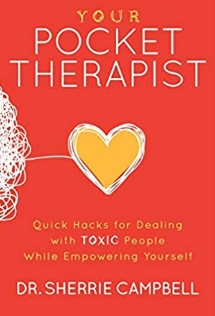 YOUR
POCKET
THERAPIST
Quick Hacks for Dealing
with TOXIC People
While Empowering Yourself
DR. SHERRIE CAMPBELL